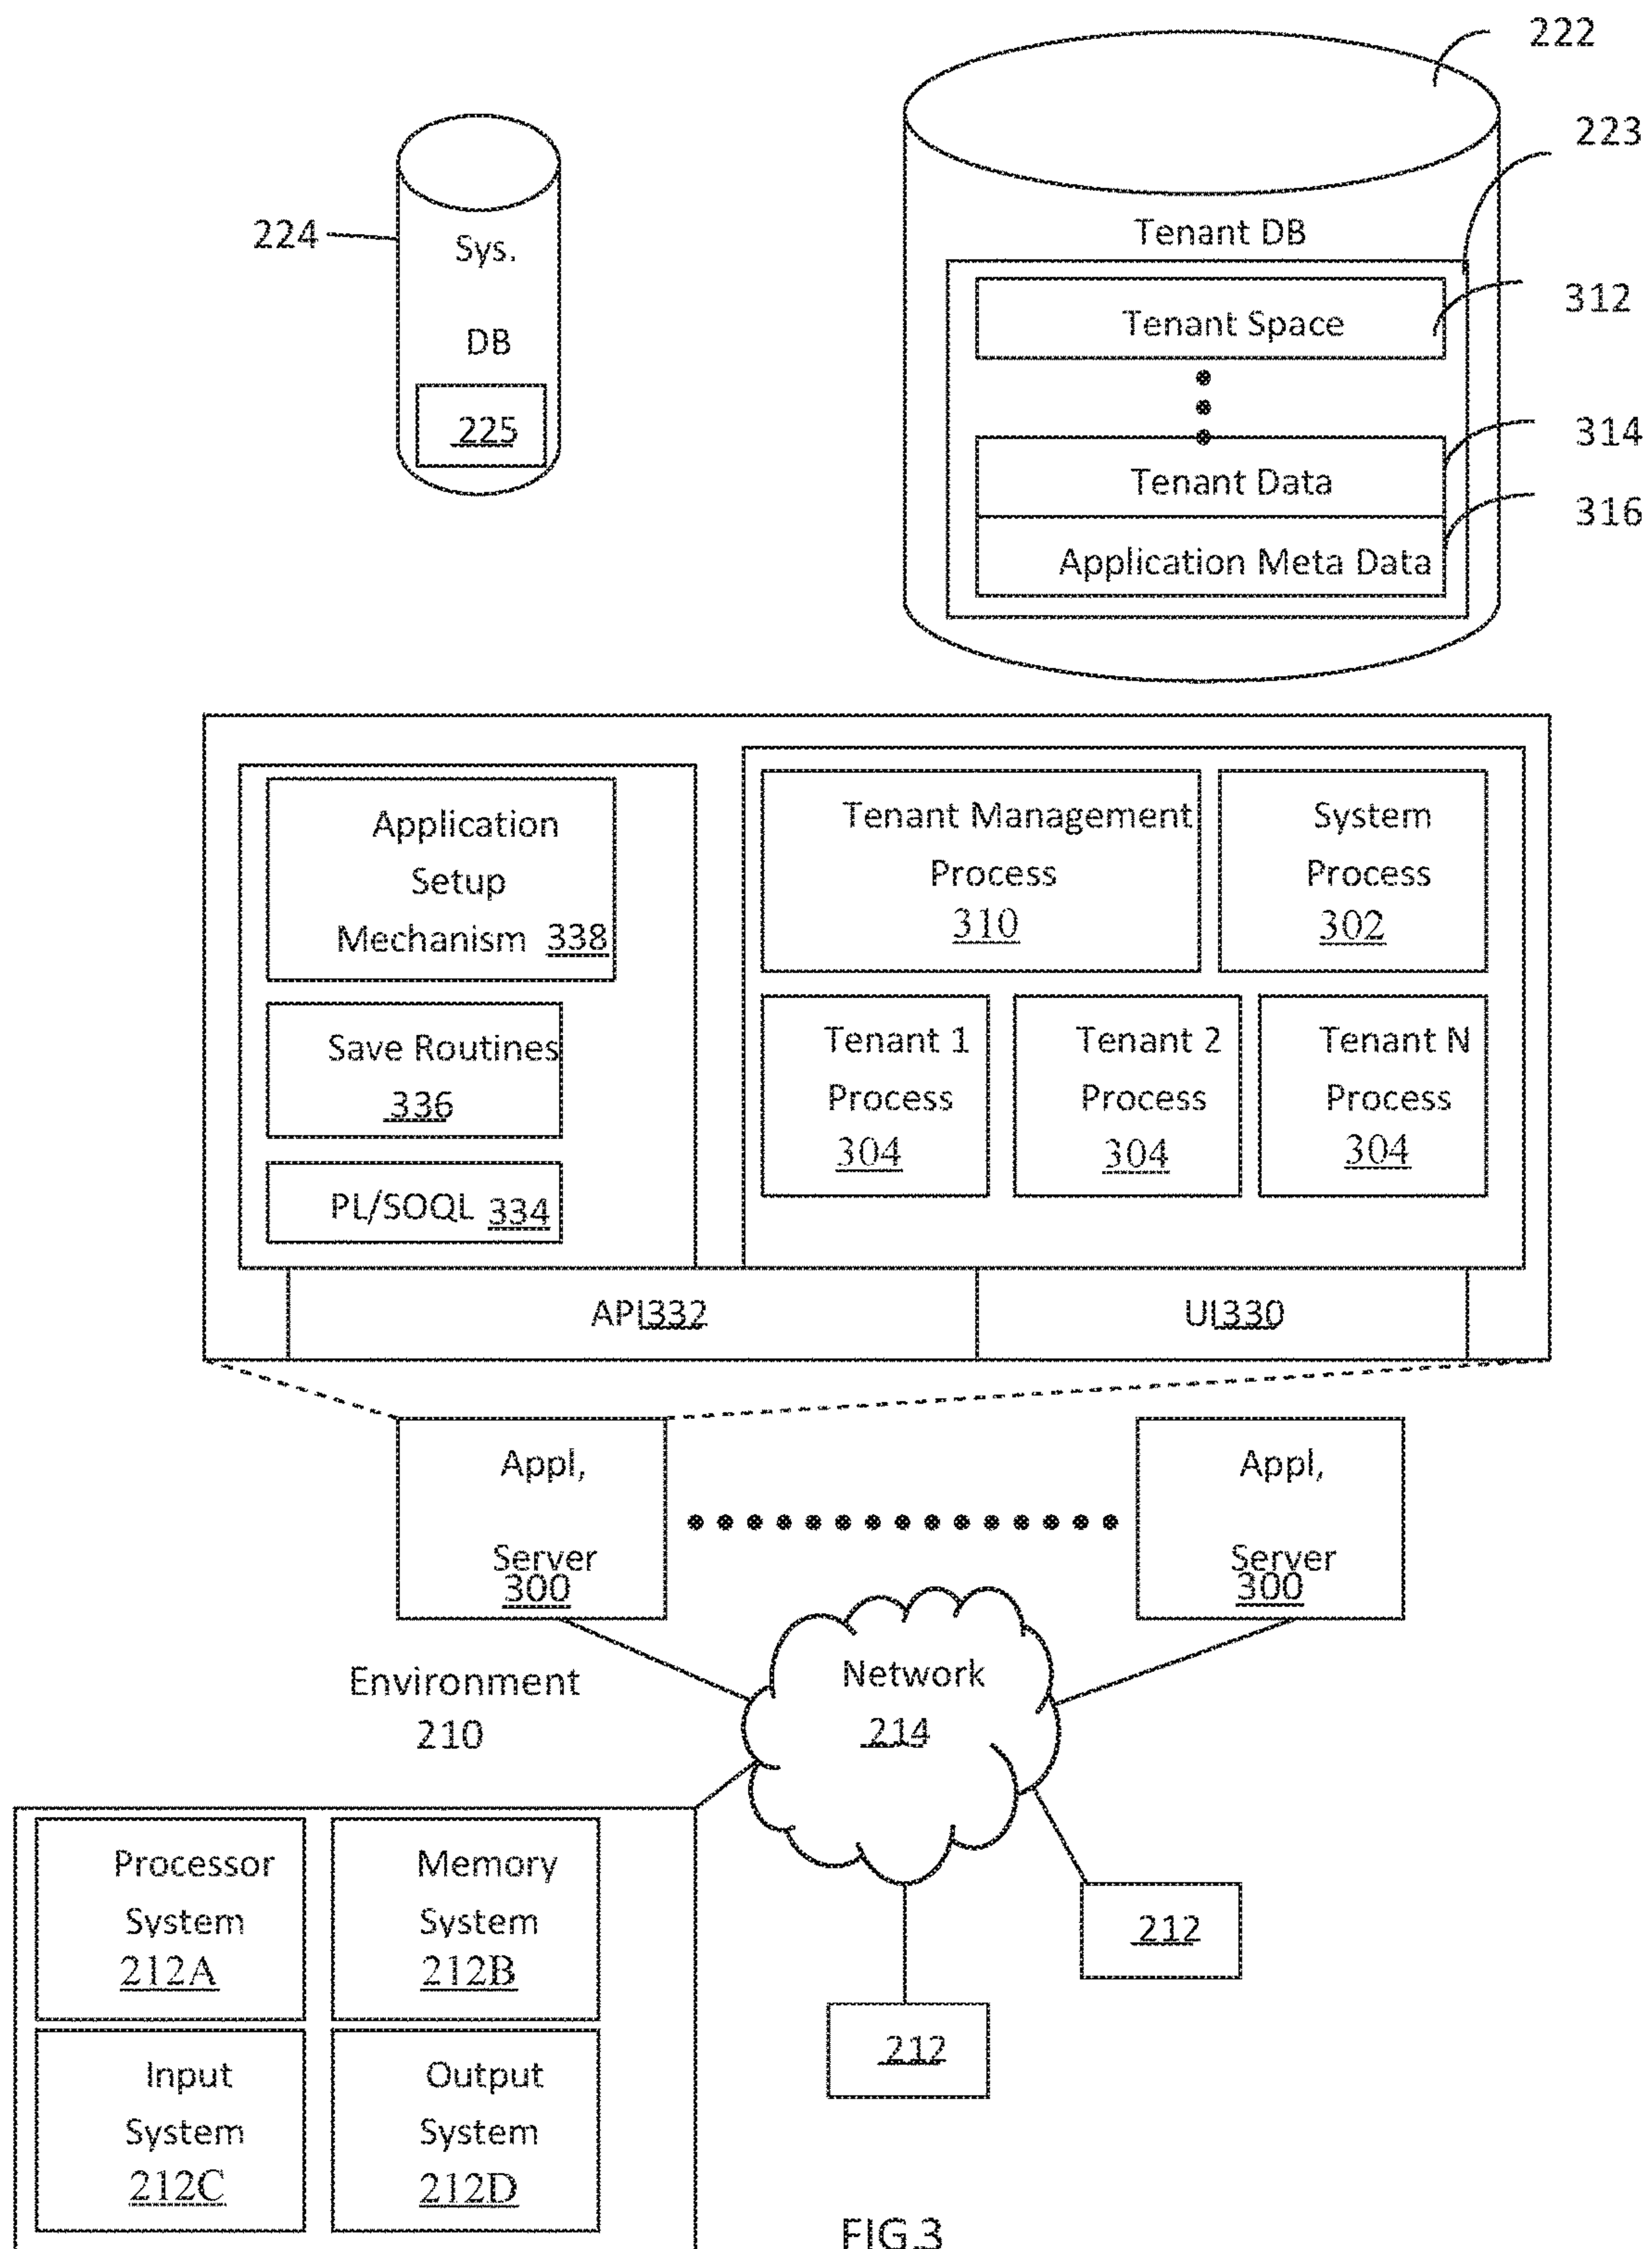 222
223
224
Sys.
DB
225
Tenant DB
Tenant Space
312
314
Tenant Data
316
Application Meta Data
Application
Setup
Mechanism 338
Save Routines
336
PL/SOQL 334
Tenant Management
Process
310
System
Process
302
Tenant 1
Process
304
Tenant 2
Process
304
Tenant N
Process
304
API332
UI330
Appl,
Server
300
Appl,
Server
300
Environment
210
Network
214
Processor
System
212A
Memory
System
212B
Input
System
212C
Output
System
212D
212
212
FIG.3